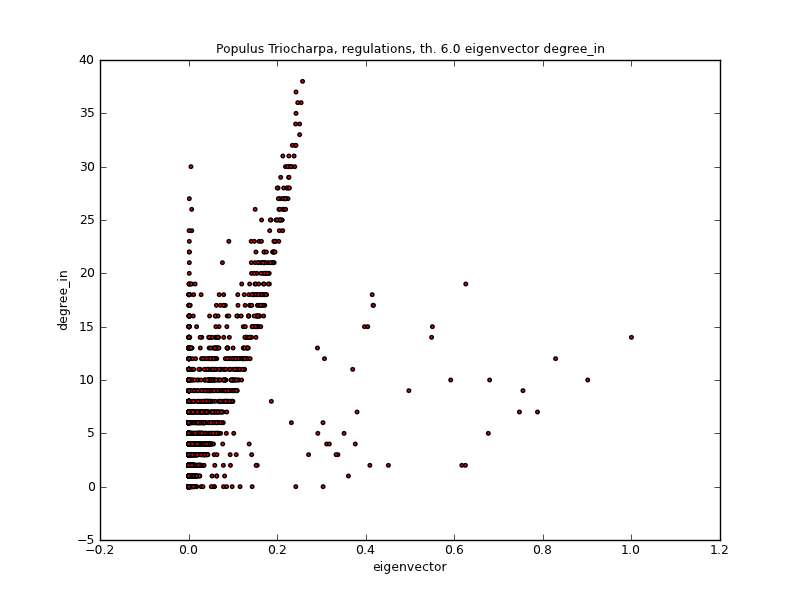 Populus Triocharpa, regulations, th. 6.0 eigenvector degree_in
40
35
30
25
20
15
10
5
0
−5
degree_in
−0.2 0.0 0.2 0.4 0.6 0.8 1.0 1.2
eigenvector